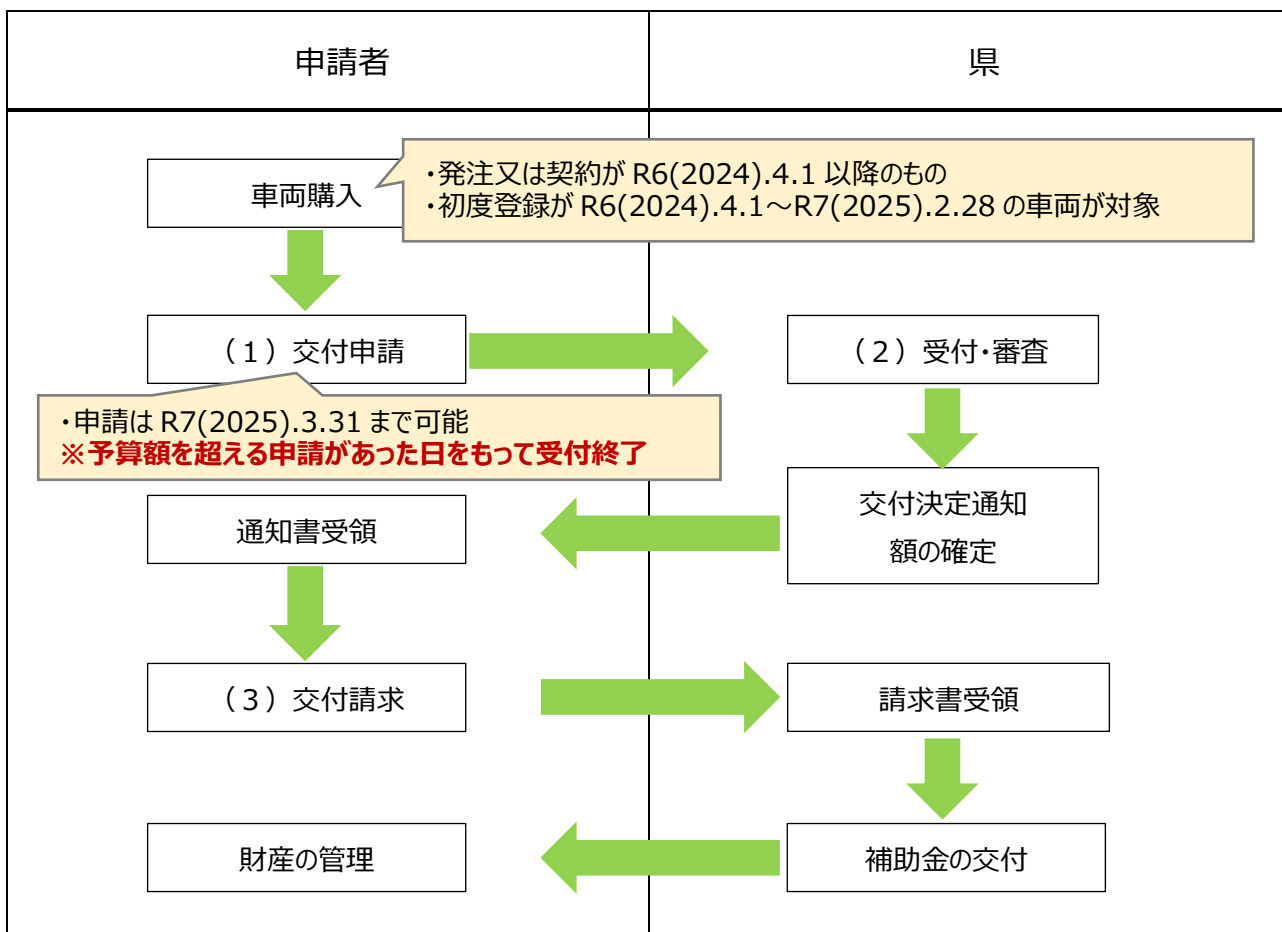 申請者
県
車両購入
・発注又は契約が R6(2024).4.1 以降のもの
・初度登録が R6(2024).4.1～R7(2025).2.28 の車両が対象
（１）交付申請
（２）受付・審査
・申請は R7(2025).3.31 まで可能
※予算額を超える申請があった日をもって受付終了
通知書受領
交付決定通知
額の確定
（３）交付請求
請求書受領
財産の管理
補助金の交付